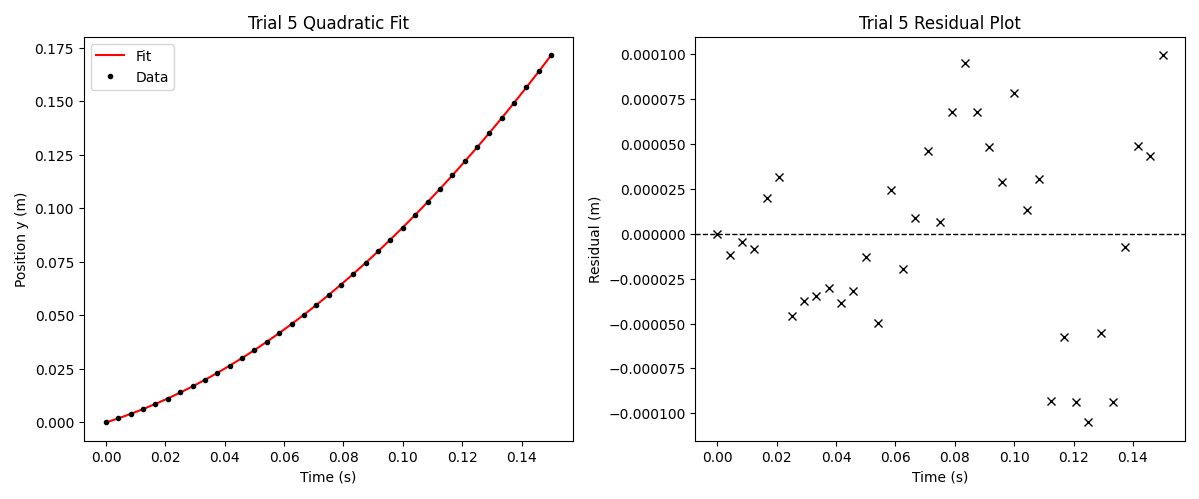 Trial 5 Quadratic Fit
Fit
Data
0.175
0.150
0.125
0.100
0.075
0.050
0.025
0.000
Position y (m)
0.00 0.02 0.04 0.06 0.08 0.10 0.12 0.14
Time (s)
Trial 5 Residual Plot
0.000100
0.000075
0.000050
0.000025
0.000000
−0.000025
−0.000050
−0.000075
−0.000100
Residual (m)
0.00 0.02 0.04 0.06 0.08 0.10 0.12 0.14
Time (s)